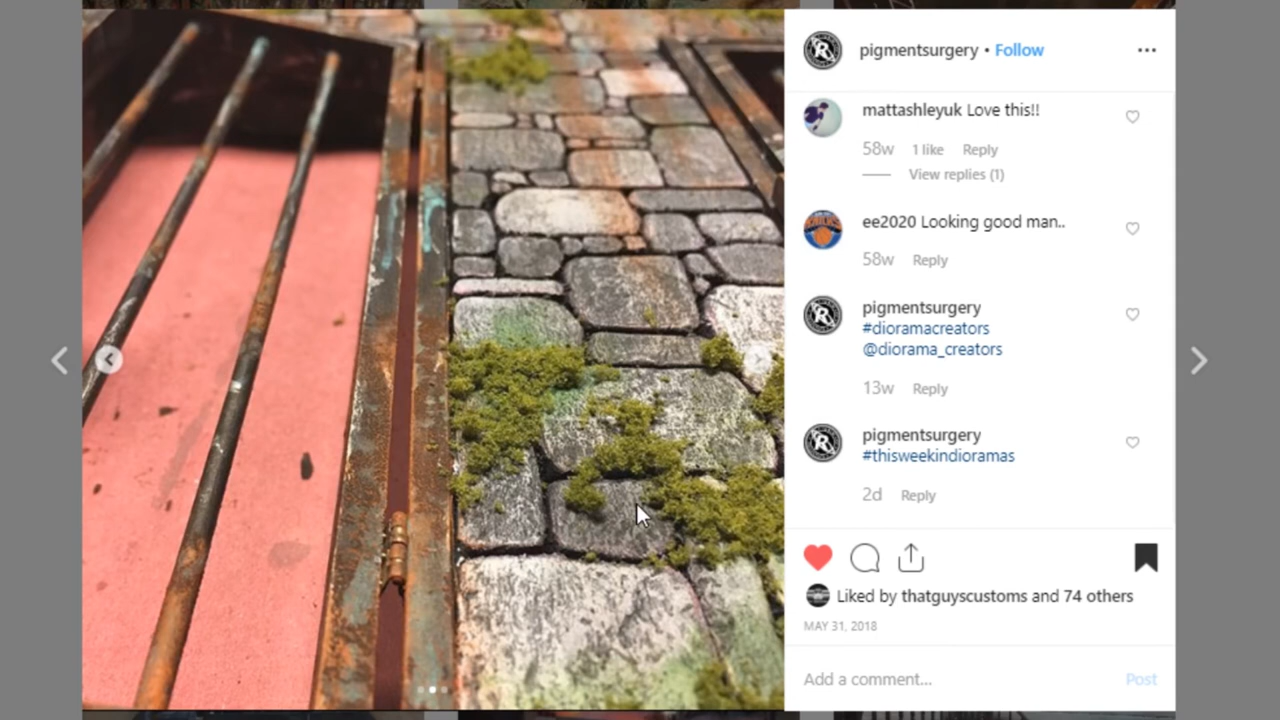 pigmentsurgery • Follow
mattashleyuk Love this!!
58w 1 like Reply
View replies (1)
ee2020 Looking good man..
58w Reply
pigmentsurgery
#dioramacreators
@diorama_creators
13w Reply
pigmentsurgery
#thisweekindioramas
2d Reply
Liked by thatguyscustoms and 74 others
MAY 31, 2018
Add a comment... Post